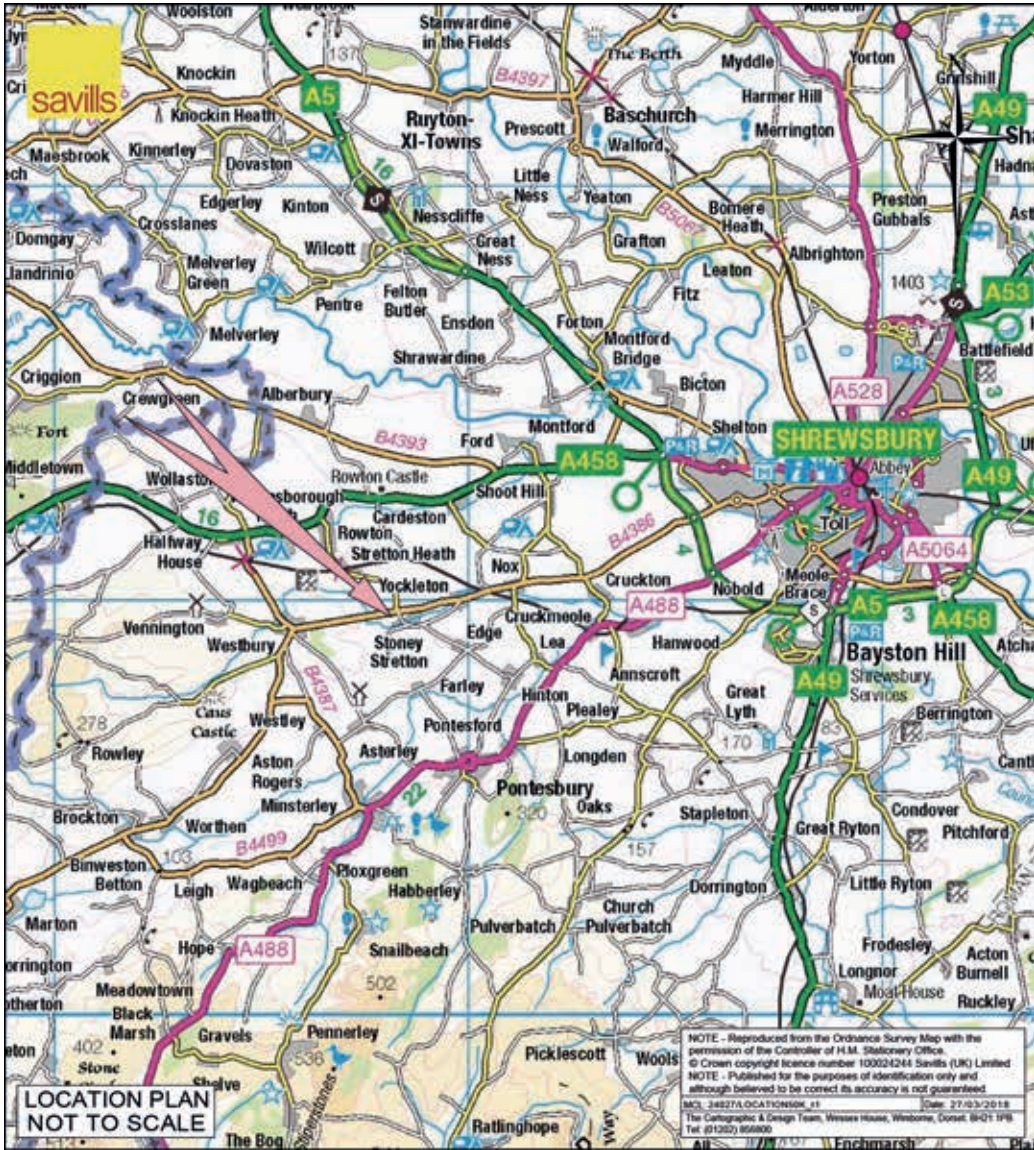 savills
Woolston
Stanwardine
in the Fields
The Berth
Myddle
Yorton
Knockin
B4397
Harmer Hill
Grinshill
A5
A49
137
Knockin Heath
Ruyton-
XI-Towns
Prescott
Baschurch
Merrington
Maesbrook
Kinnerley
Dovaston
16
Walford
Little
Ness
Edgerley
Kinton
Nesscliffe
Yeaton
Preston
Gubbals
Crosslanes
B5067
Bomere
Heath
Domgay
Wilcott
Great
Ness
Grafton
Albrighton
Llandrinio
Melverley
Green
Leaton
1403
A53
Pentre
Felton
Butler
Ensdon
Fitz
Melverley
Forton
Montford
Bridge
Battlefield
Criggion
Shrawardine
P&R
Crewgreen
Alberbury
Bicton
A528
3
Fort
B4393
Montford
Shelton
SHREWSBURY
Middletown
Ford
A458
P&R
Abbey
Rowton Castle
Shoot Hill
A49
16
Cardeston
Toll
Halfway
House
Rowton
B4386
4
A5064
Stretton Heath
Nox
Cruckton
Meole
Brace
Yockleton
Nobold
Cruckmeole
A488
A5
3
Vennington
Stoney
Stretton
Edge
Lea
Hanwood
P&R
A458
Westbury
Bayston Hill
B4387
Farley
Annscroft
A49
Shrewsbury
Services
Caus
Castle
Hinton
Great
Lyth
Berrington
278
Westley
Pontesford
Plealey
83
Rowley
Asterley
Longden
170
Aston
Rogers
22
Pontesbury
Minsterley
Oaks
Stapleton
Condover
Brockton
320
Worthen
Great Ryton
Pitchford
B4499
157
Binweston
103
Ploxgreen
Betton
Leigh
Wagbeach
Habberley
Dorrington
Little Ryton
Marton
Pulverbatch
Church
Pulverbatch
Hope
A488
Snailbeach
Frodesley
Acton
Burnell
502
Longnor
Meadowtown
Moat House
Ruckley
Black
Marsh
Gravels
Pennerley
402
536
Picklescott
Stone
Shelve
Stiperstones
Way
The Bog
Ratlinghope
Enchmarsh
LOCATION PLAN
NOT TO SCALE
NOTE - Reproduced from the Ordnance Survey Map with the
permission of the Controller of H.M. Stationery Office.
© Crown copyright licence number 100024244 Savills (UK) Limited
NOTE - Published for the purposes of identification only and
although believed to be correct its accuracy is not guaranteed.
Date: 27/03/2018
The Cartographic & Design Team, Wessex House, Wimborne, Dorset. BH21 1PB
Tel: (01202) 856800